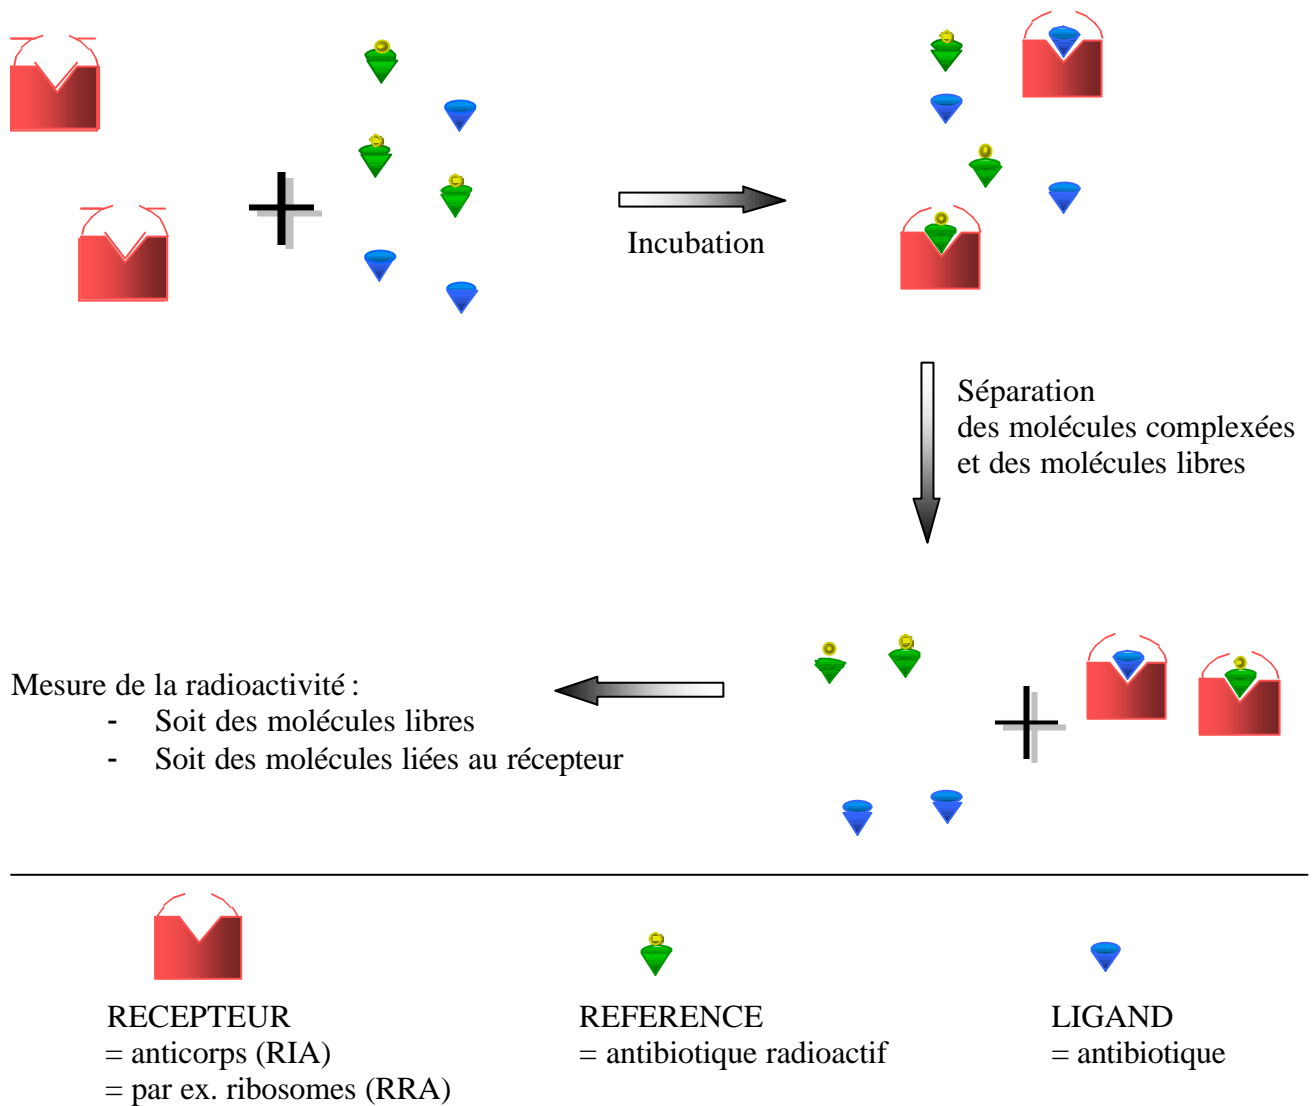 Incubation
Séparation
des molécules complexées
et des molécules libres
Mesure de la radioactivité :
- Soit des molécules libres
- Soit des molécules liées au récepteur
RECEPTEUR
= anticorps (RIA)
= par ex. ribosomes (RRA)
REFERENCE
= antibiotique radioactif
LIGAND
= antibiotique